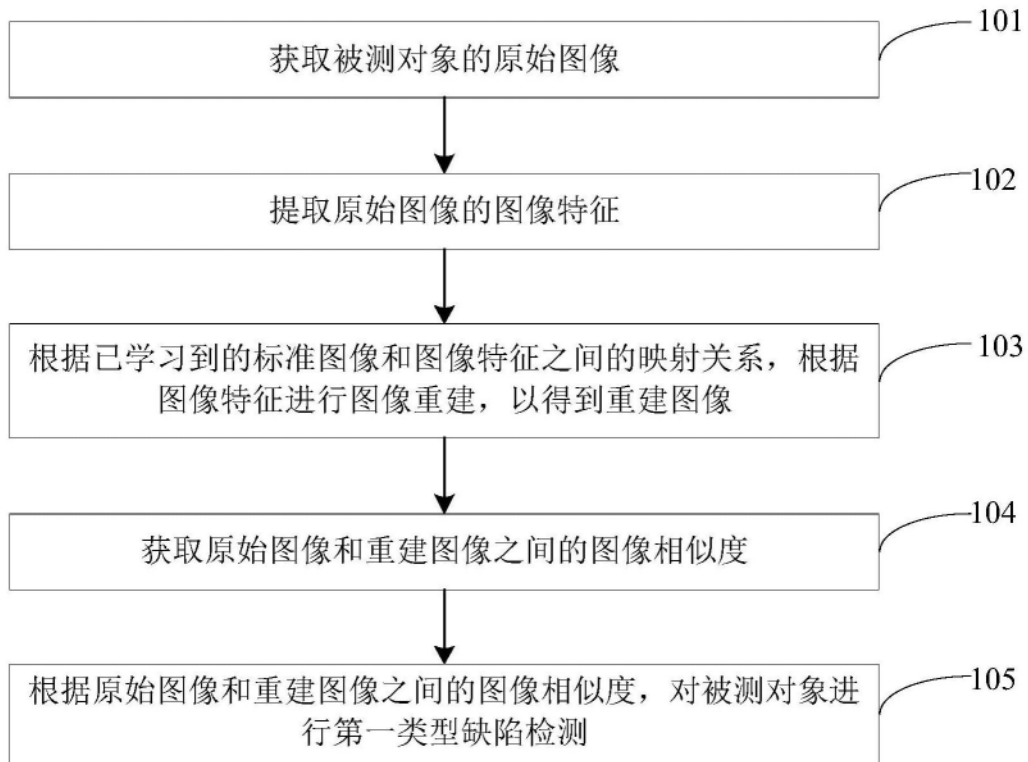 101
获取被测对象的原始图像
102
提取原始图像的图像特征
103
根据已学习到的标准图像和图像特征之间的映射关系，根据
图像特征进行图像重建，以得到重建图像
104
获取原始图像和重建图像之间的图像相似度
105
根据原始图像和重建图像之间的图像相似度，对被测对象进
行第一类型缺陷检测